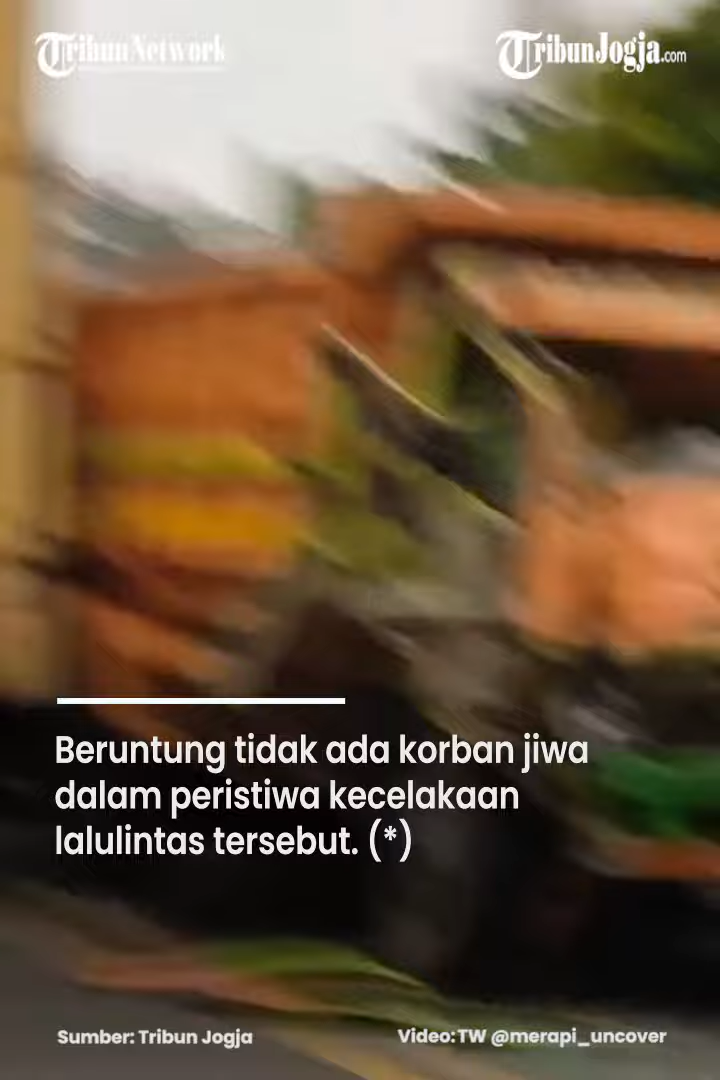 TribunNetwork
TribunJogja.com
Beruntung tidak ada korban jiwa
dalam peristiwa kecelakaan
lalulintas tersebut. (*)
Sumber: Tribun Jogja
Video:TW @merapi_uncover